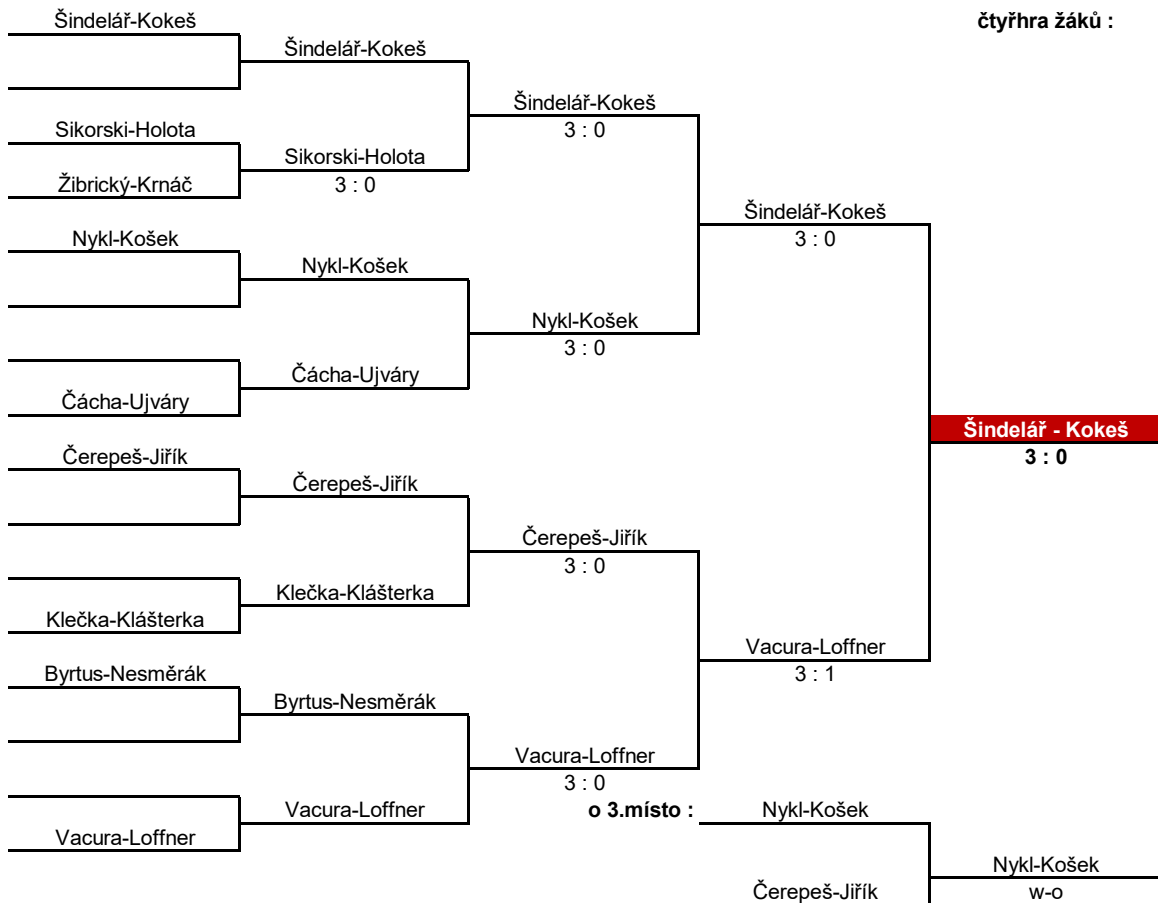 Šindelář-Kokeš
čtyřhra žáků :
Šindelář-Kokeš
Šindelář-Kokeš
3 : 0
Sikorski-Holota
Sikorski-Holota
3 : 0
Žibrický-Krnáč
Šindelář-Kokeš
3 : 0
Nykl-Košek
Nykl-Košek
Nykl-Košek
3 : 0
Čácha-Ujváry
Čácha-Ujváry
Šindelář - Kokeš
3 : 0
Čerepeš-Jiřík
Čerepeš-Jiřík
Čerepeš-Jiřík
3 : 0
Klečka-Klášterka
Klečka-Klášterka
Vacura-Loffner
3 : 1
Byrtus-Nesměrák
Byrtus-Nesměrák
Vacura-Loffner
3 : 0
Vacura-Loffner
Vacura-Loffner
o 3.místo :
Nykl-Košek
Nykl-Košek
w-o
Čerepeš-Jiřík